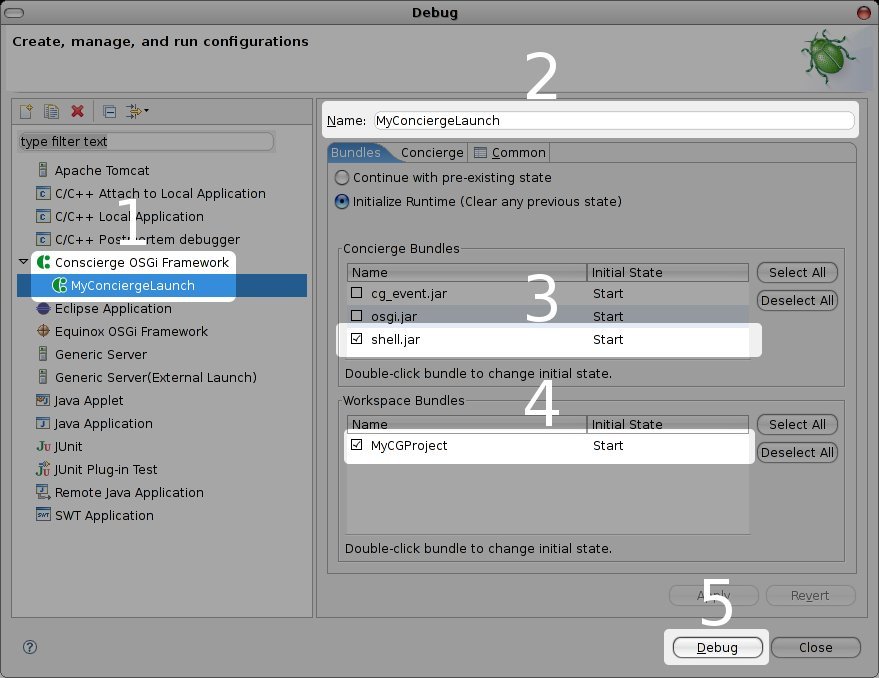 Debug
Create, manage, and run configurations
2
Name: MyConciergeLaunch
type filter text
Bundles Concierge Common
Apache Tomcat
Continue with pre-existing state
C/C++ Attach to Local Application
Initialize Runtime (Clear any previous state)
C/C++ Local Application
1
C/C++ Postmortem debugger
Concierge Bundles
Conscierge OSGi Framework
Name Initial State Select All
MyConciergeLaunch
cg_event.jar Start
3
Deselect All
Eclipse Application
osgi.jar Start
Equinox OSGi Framework
shell.jar Start
Generic Server
Double-click bundle to change initial state.
Generic Server(External Launch)
Workspace Bundles
4
Java Applet
Name Initial State Select All
Java Application
MyCGProject Start
JUnit
Deselect All
JUnit Plug-in Test
Remote Java Application
SWT SWT Application
Double-click bundle to change initial state.
Apply Revert
5
Debug Close